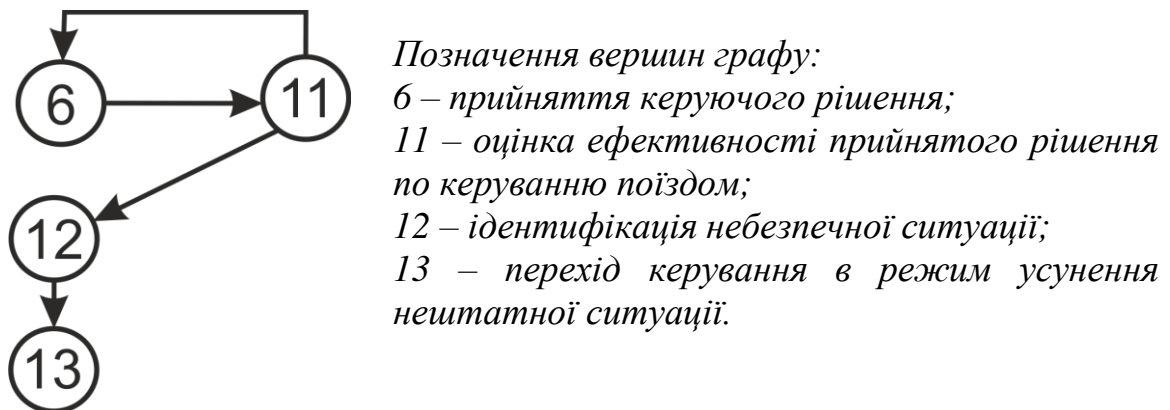 6
11
12
13
Позначення вершин графу:
6 – прийняття керуючого рішення;
11 – оцінка ефективності прийнятого рішення
по керуванню поїздом;
12 – ідентифікація небезпечної ситуації;
13 – перехід керування в режим усунення
нештатної ситуації.